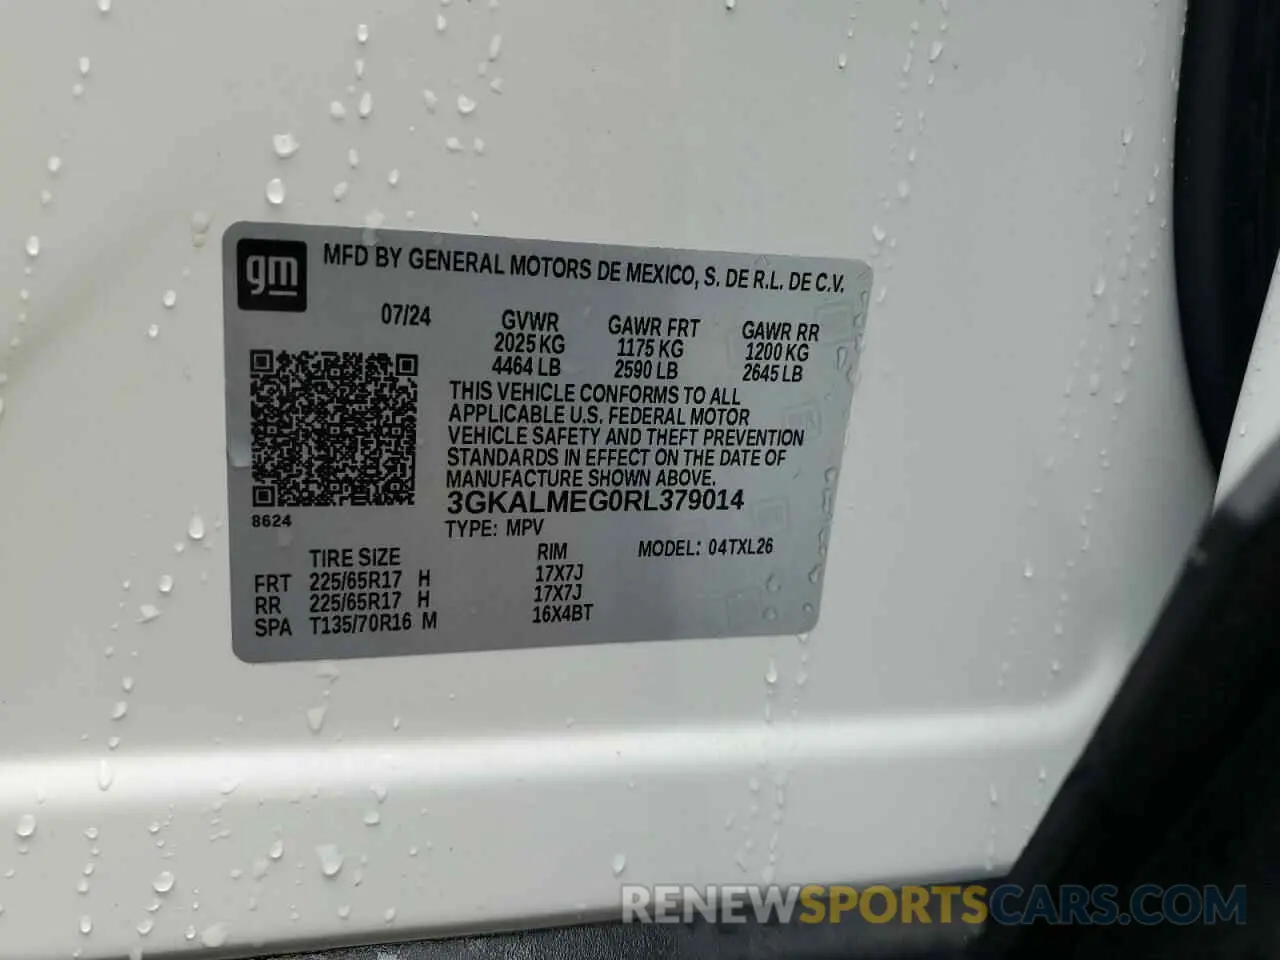 gm
MFD BY GENERAL MOTORS DE MEXICO, S. DE R.L. DE C.V.
07/24 GVWR GAWR FRT GAWR RR
2025 KG 1175 KG 1200 KG
4464 LB 2590 LB 2645 LB
THIS VEHICLE CONFORMS TO ALL
APPLICABLE U.S. FEDERAL MOTOR
VEHICLE SAFETY AND THEFT PREVENTION
STANDARDS IN EFFECT ON THE DATE OF
MANUFACTURE SHOWN ABOVE.
3GKALMEG0RL379014
8624
TYPE: MPV
TIRE SIZE RIM MODEL: 04TXL26
FRT 225/65R17 H 17X7J
RR 225/65R17 H 17X7J
SPA T135/70R16 M 16X4BT
RENEWSPORTSCARS.COM